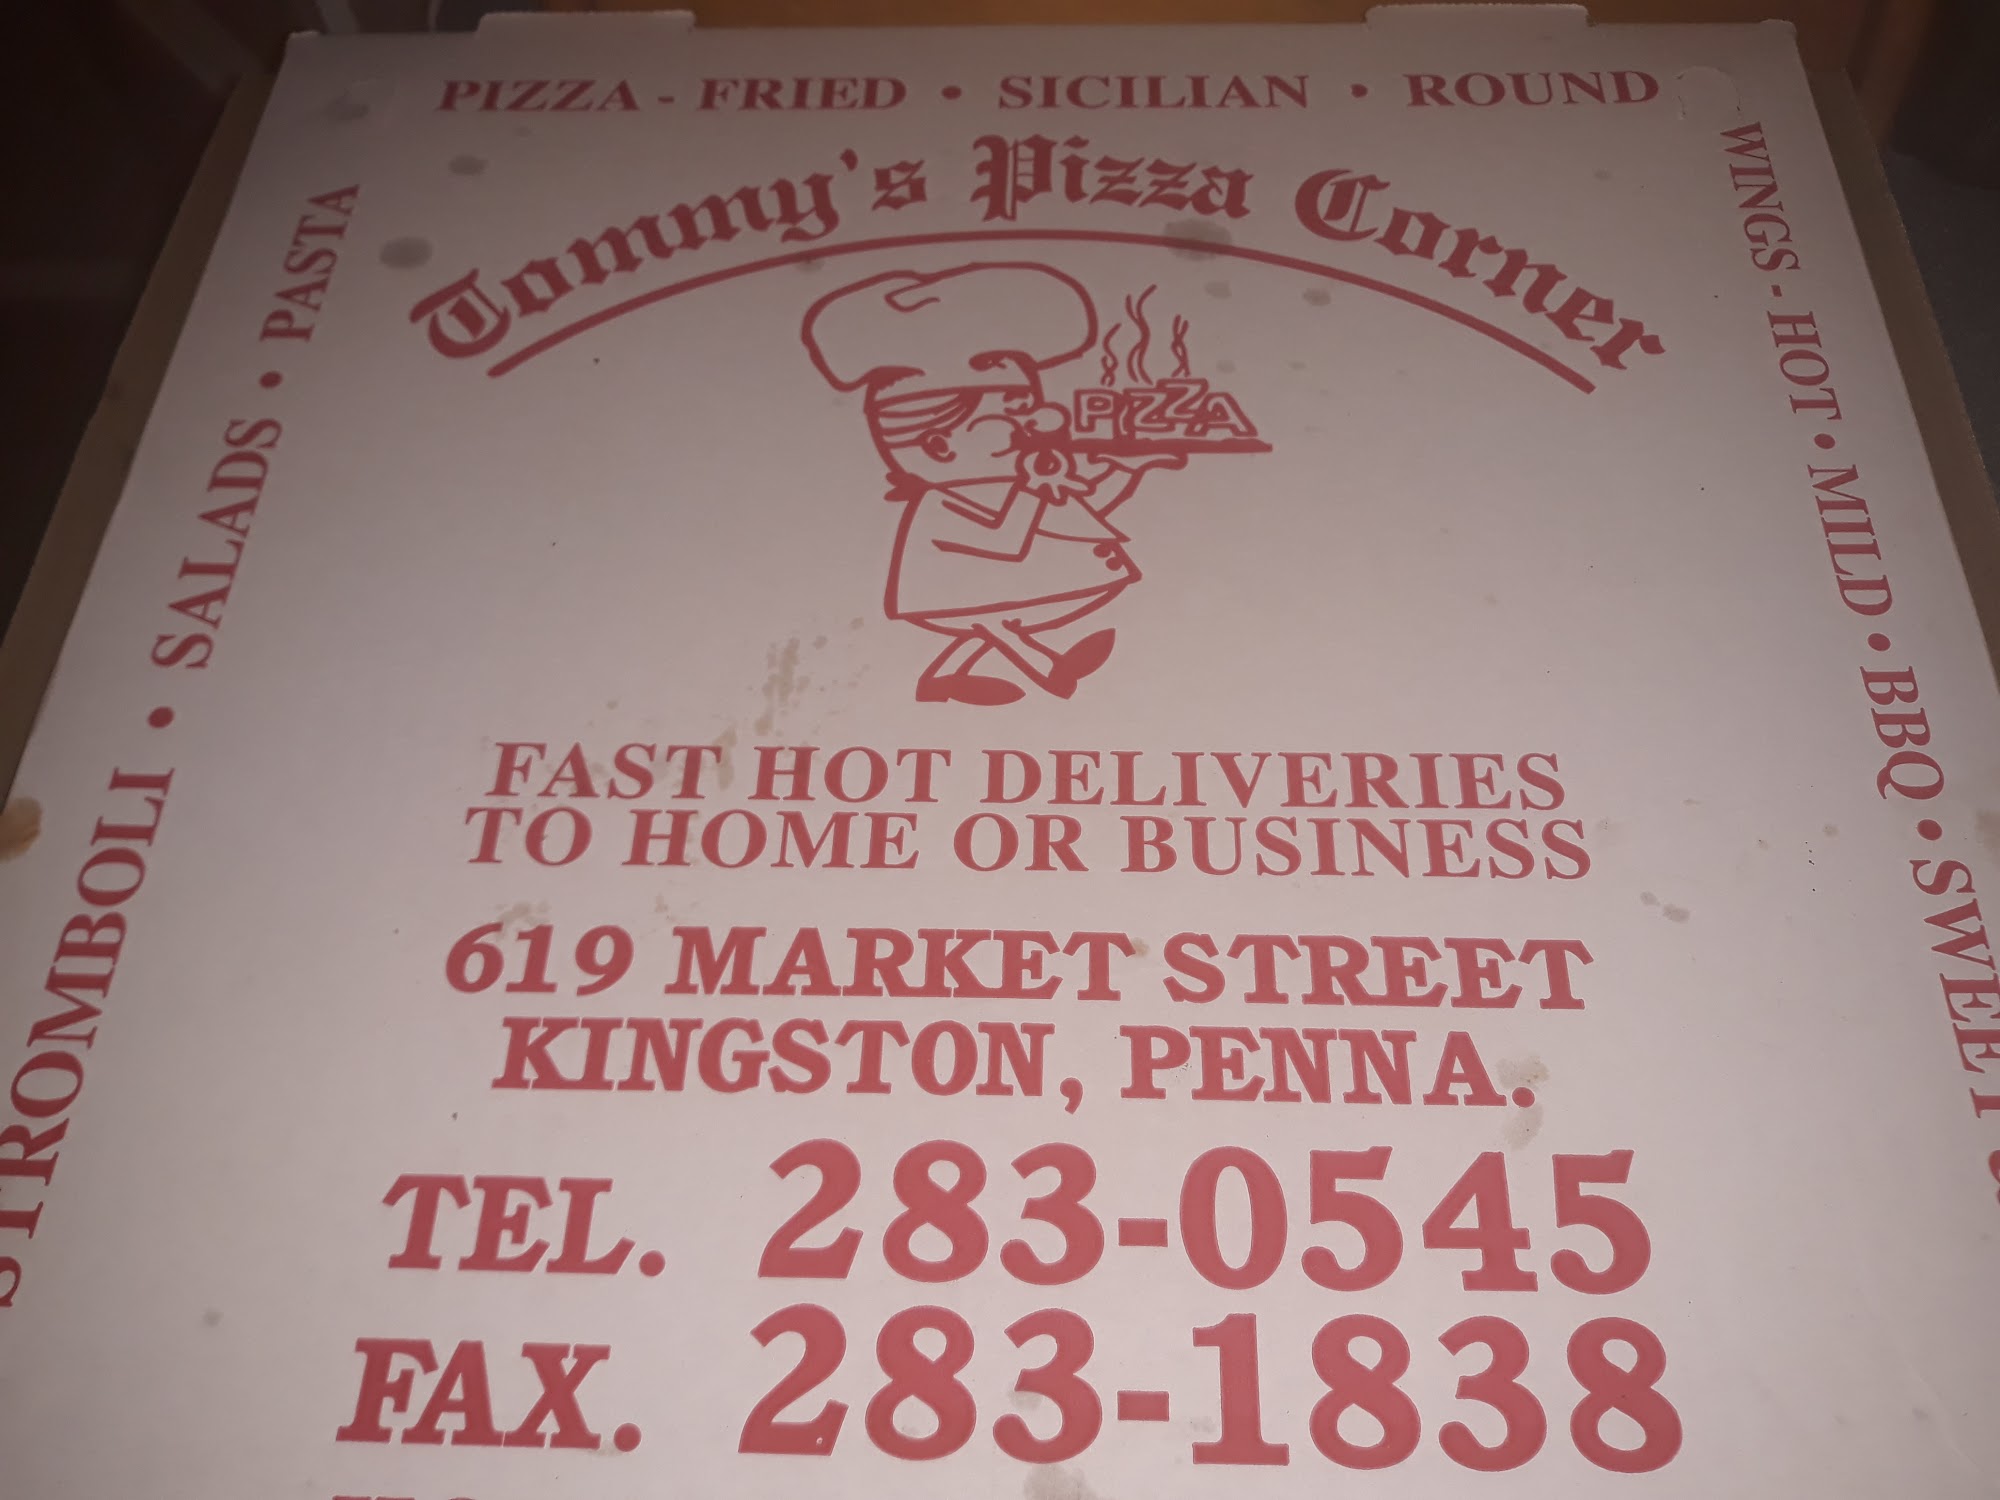 PIZZA - FRIED • SICILIAN • ROUND
Tommy's Pizza Corner
PIZZA
STROMBOLI • SALADS • PASTA
WINGS - HOT • MILD • BBQ • SWEET
FAST HOT DELIVERIES
TO HOME OR BUSINESS
619 MARKET STREET
KINGSTON, PENNA.
TEL. 283-0545
FAX. 283-1838